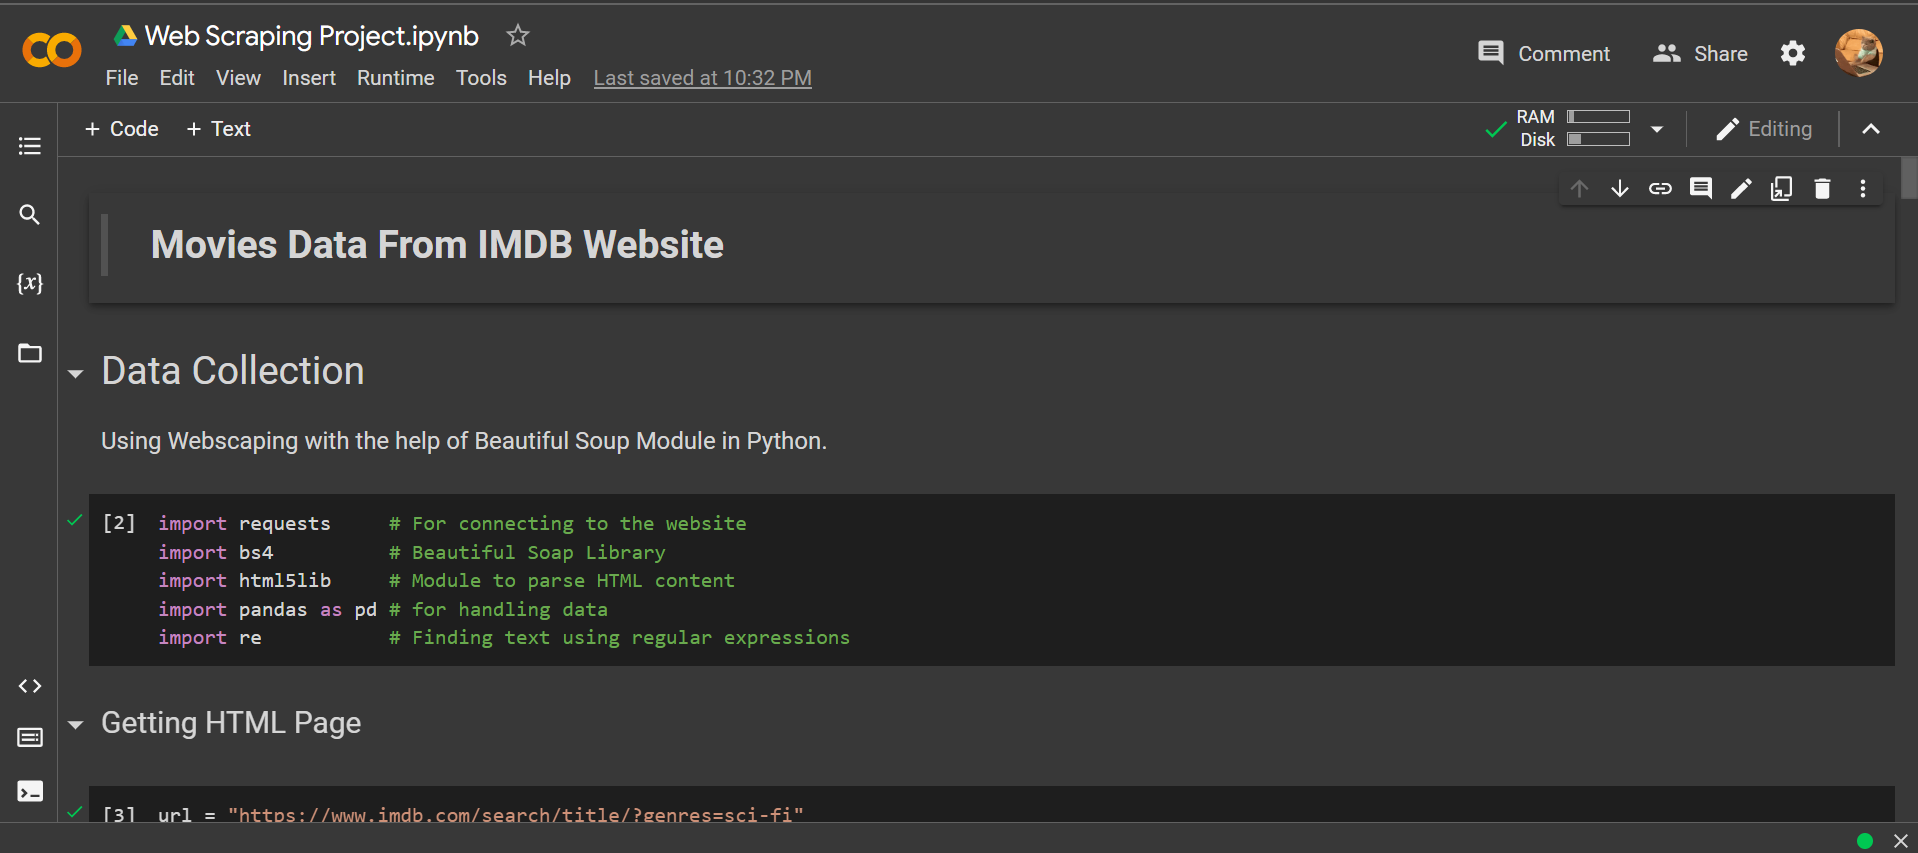 Web Scraping Project.ipynb
Comment
Share
File Edit View Insert Runtime Tools Help Last saved at 10:32 PM
+ Code + Text
RAM
Disk
Editing
{x}
Movies Data From IMDB Website
Data Collection
Using Webscaping with the help of Beautiful Soup Module in Python.
[2] import requests # For connecting to the website
import bs4 # Beautiful Soap Library
import html5lib # Module to parse HTML content
import pandas as pd # for handling data
import re # Finding text using regular expressions
Getting HTML Page
[3] url = "https://www.imdb.com/search/title/?genres=sci-fi"